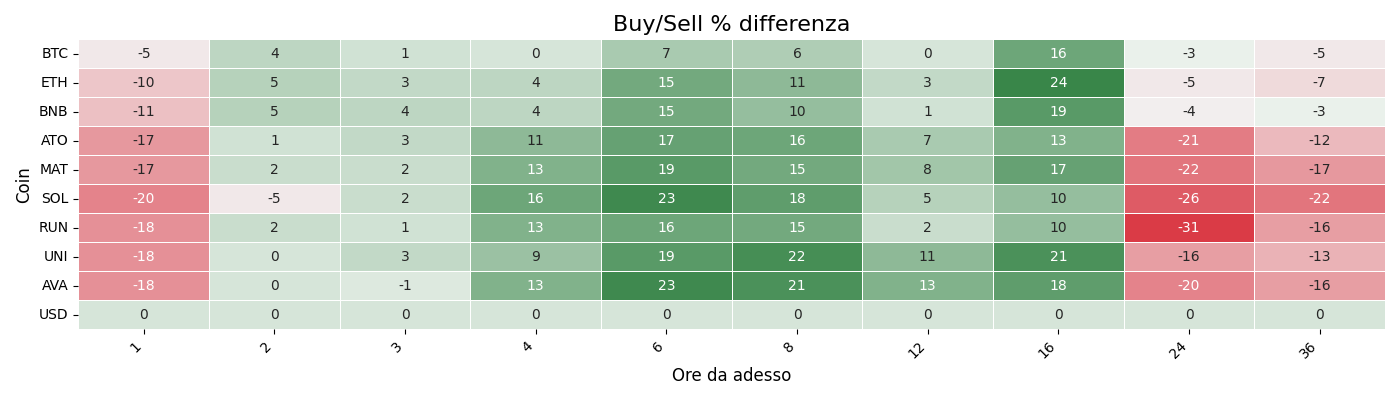 Buy/Sell % differenza
Coin
BTC -5 4 1 0 7 6 0 16 -3 -5
ETH -10 5 3 4 15 11 3 24 -5 -7
BNB -11 5 4 4 15 10 1 19 -4 -3
ATO -17 1 3 11 17 16 7 13 -21 -12
MAT -17 2 2 13 19 15 8 17 -22 -17
SOL -20 -5 2 16 23 18 5 10 -26 -22
RUN -18 2 1 13 16 15 2 10 -31 -16
UNI -18 0 3 9 19 22 11 21 -16 -13
AVA -18 0 -1 13 23 21 13 18 -20 -16
USD 0 0 0 0 0 0 0 0 0 0
1 2 3 4 6 8 12 16 24 36
Ore da adesso